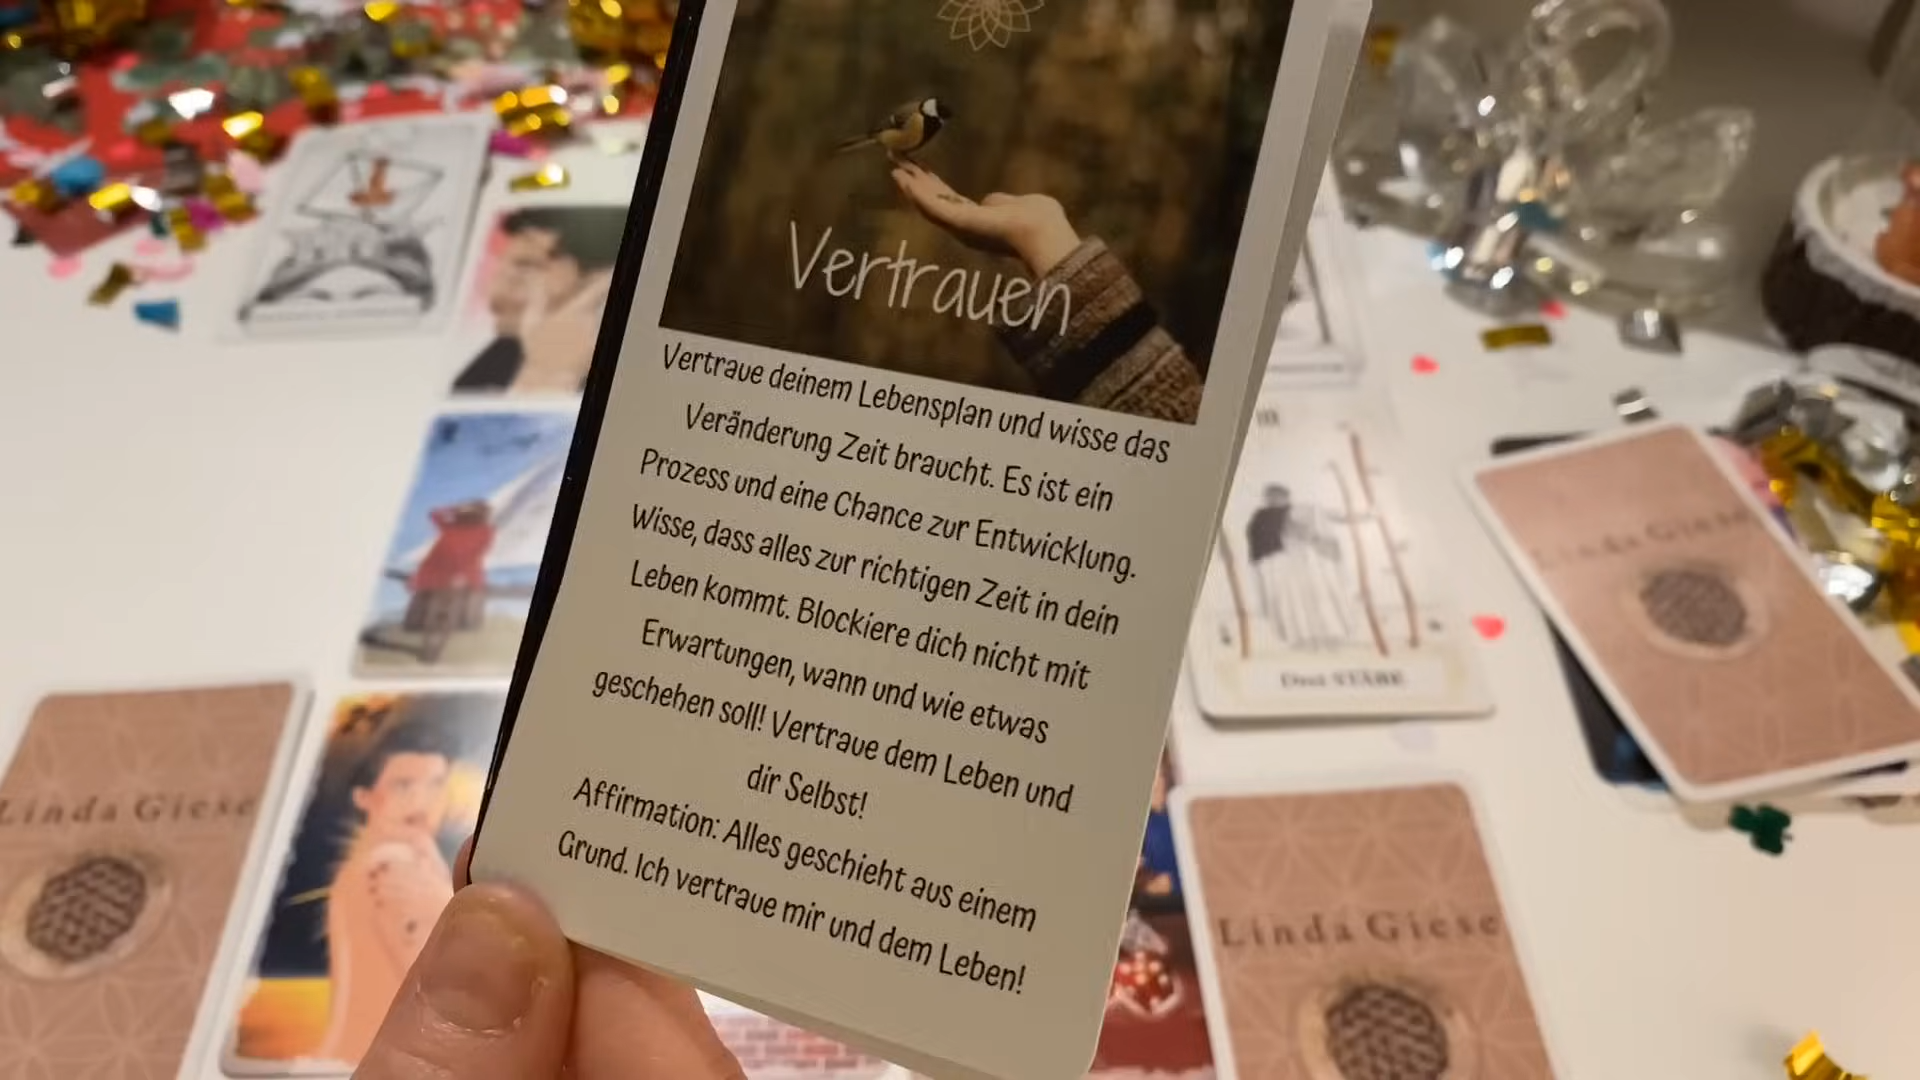 Vertrauen
Vertraue deinem Lebensplan und wisse das
Veränderung Zeit braucht. Es ist ein
Prozess und eine Chance zur Entwicklung.
Wisse, dass alles zur richtigen Zeit in dein
Leben kommt. Blockiere dich nicht mit
Erwartungen, wann und wie etwas
geschehen soll! Vertraue dem Leben und
dir Selbst!
Affirmation: Alles geschieht aus einem
Grund. Ich vertraue mir und dem Leben!
III
Drei STÄBE
Linda Giese
Linda Giese
Linda Giese